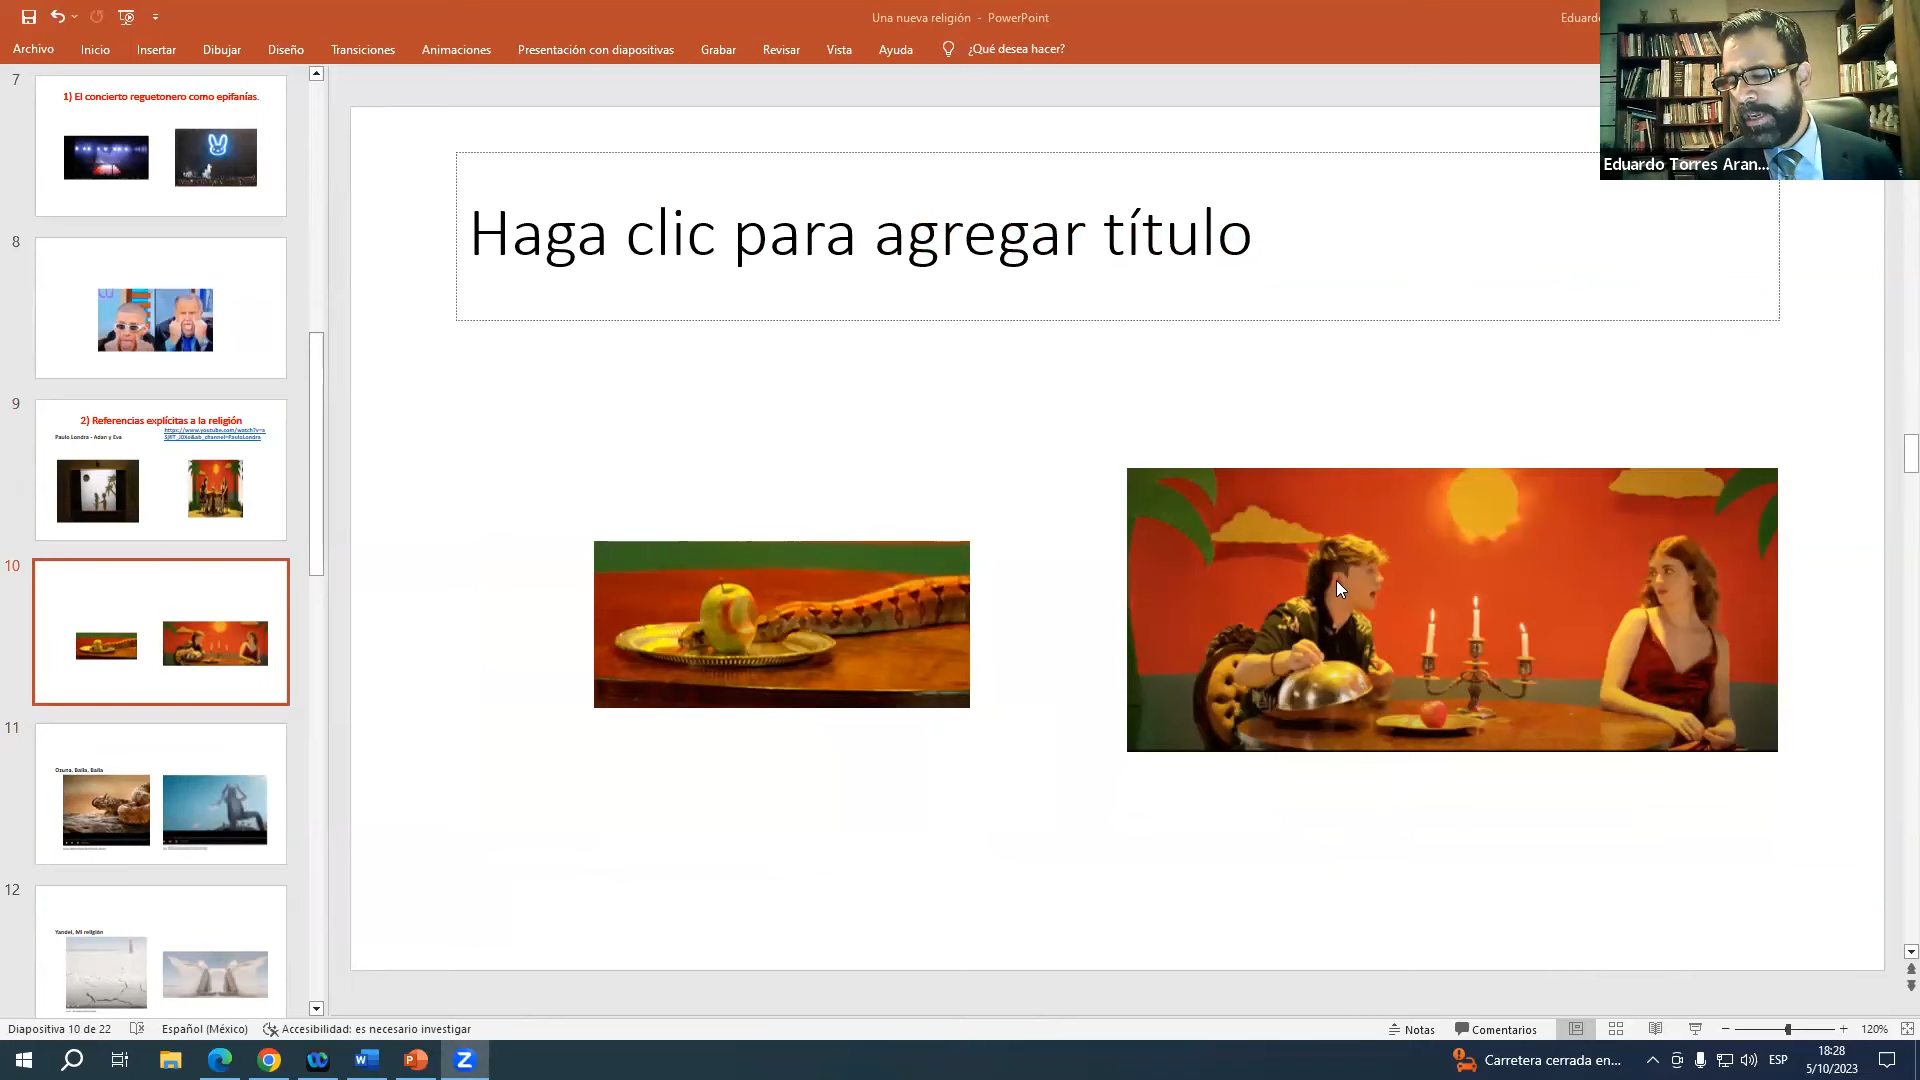 Una nueva religión - PowerPoint
Eduardo
Archivo
Inicio
Insertar
Dibujar
Diseño
Transiciones
Animaciones
Presentación con diapositivas
Grabar
Revisar
Vista
Ayuda
¿Qué desea hacer?
Eduardo Torres Aran...
7
1) El concierto reguetonero como epifanías.
8
9
2) Referencias explícitas a la religión
Paulo Londra - Adan y Eva
10
11
Ozuna, Baila, Baila
12
Yandel, Mi religión
Haga clic para agregar título
Diapositiva 10 de 22
Español (México)
Accesibilidad: es necesario investigar
Notas
Comentarios
120%
Carretera cerrada en...
ESP
18:28
5/10/2023